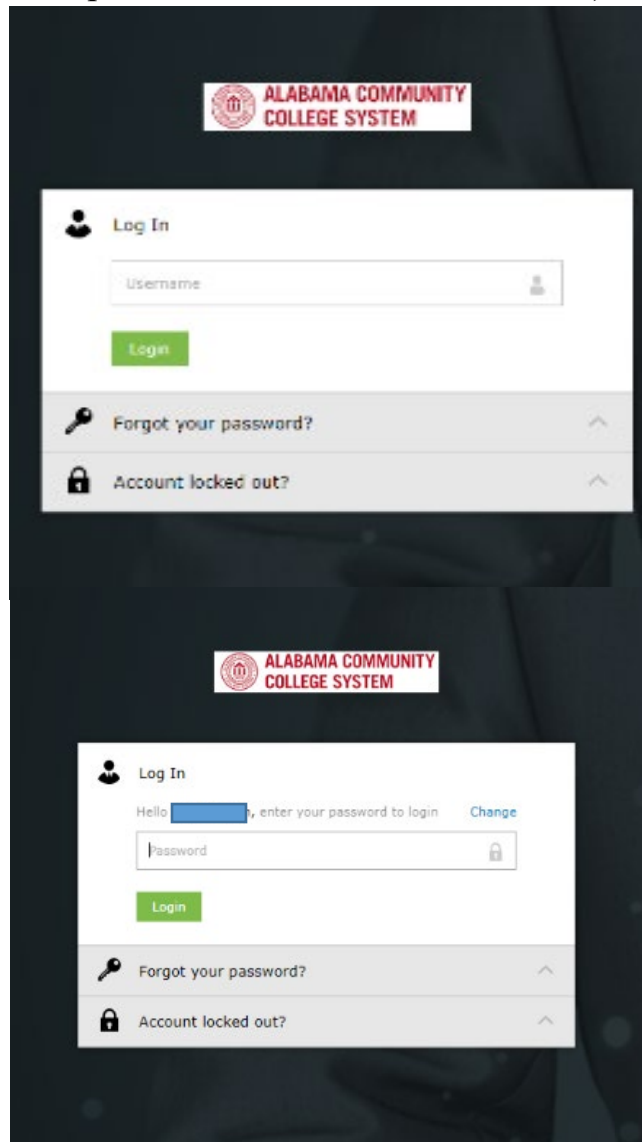 ALABAMA COMMUNITY
COLLEGE SYSTEM
Log In
Username
Login
Forgot your password?
Account locked out?
ALABAMA COMMUNITY
COLLEGE SYSTEM
Log In
Hello , enter your password to login Change
Password
Login
Forgot your password?
Account locked out?